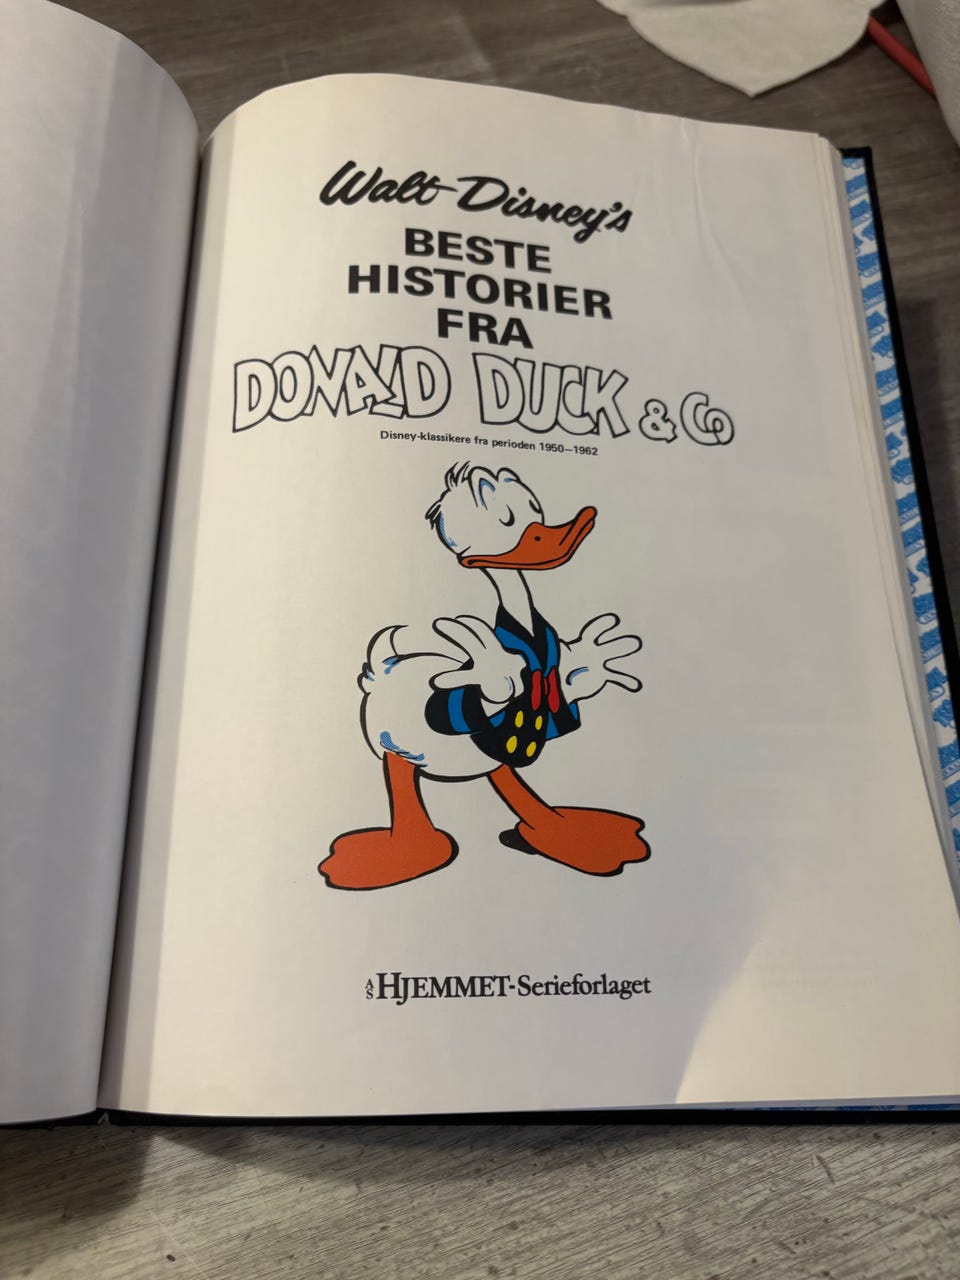 Walt Disney's
BESTE
HISTORIER
FRA
DONALD DUCK & Co
Disney-klassikere fra perioden 1950–1962
A/S HJEMMET-Serieforlaget